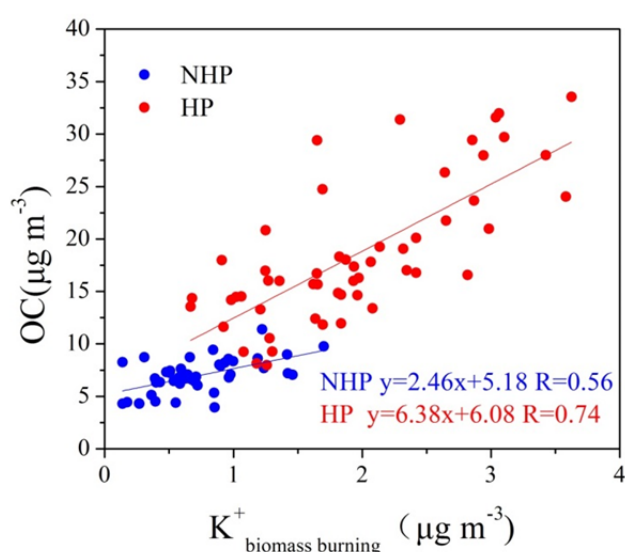 40
35
30
25
20
15
10
5
0
OC(μg m⁻³)
NHP
HP
NHP y=2.46x+5.18 R=0.56
HP y=6.38x+6.08 R=0.74
0 1 2 3 4
K⁺biomass burning (μg m⁻³)